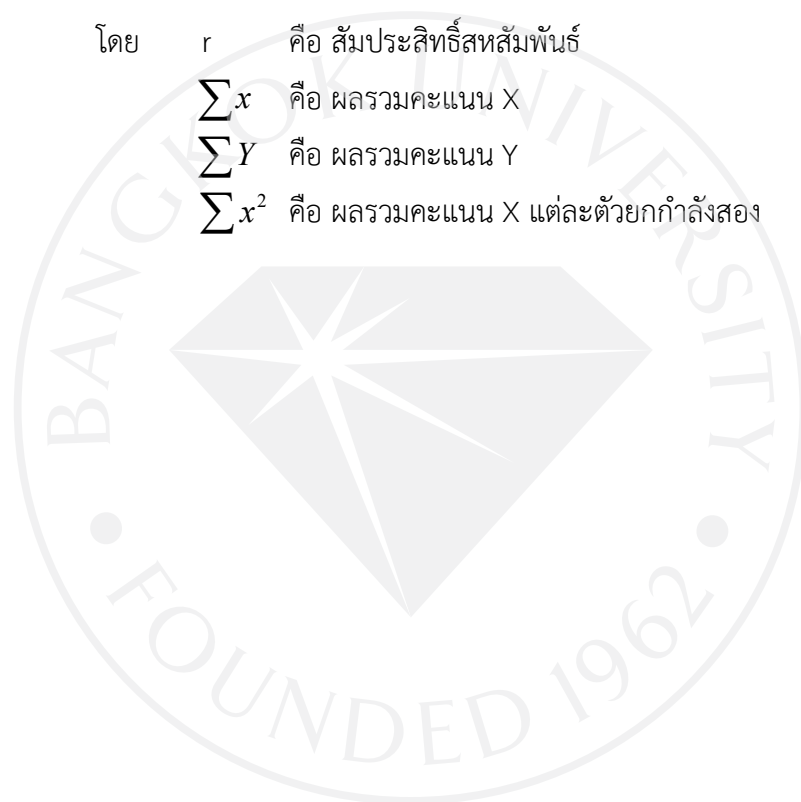 โดย r คือ สัมประสิทธิ์สหสัมพันธ์
∑x คือ ผลรวมคะแนน X
∑Y คือ ผลรวมคะแนน Y
∑x² คือ ผลรวมคะแนน X แต่ละตัวยกกำลังสอง
BANGKOK UNIVERSITY
FOUNDED 1962